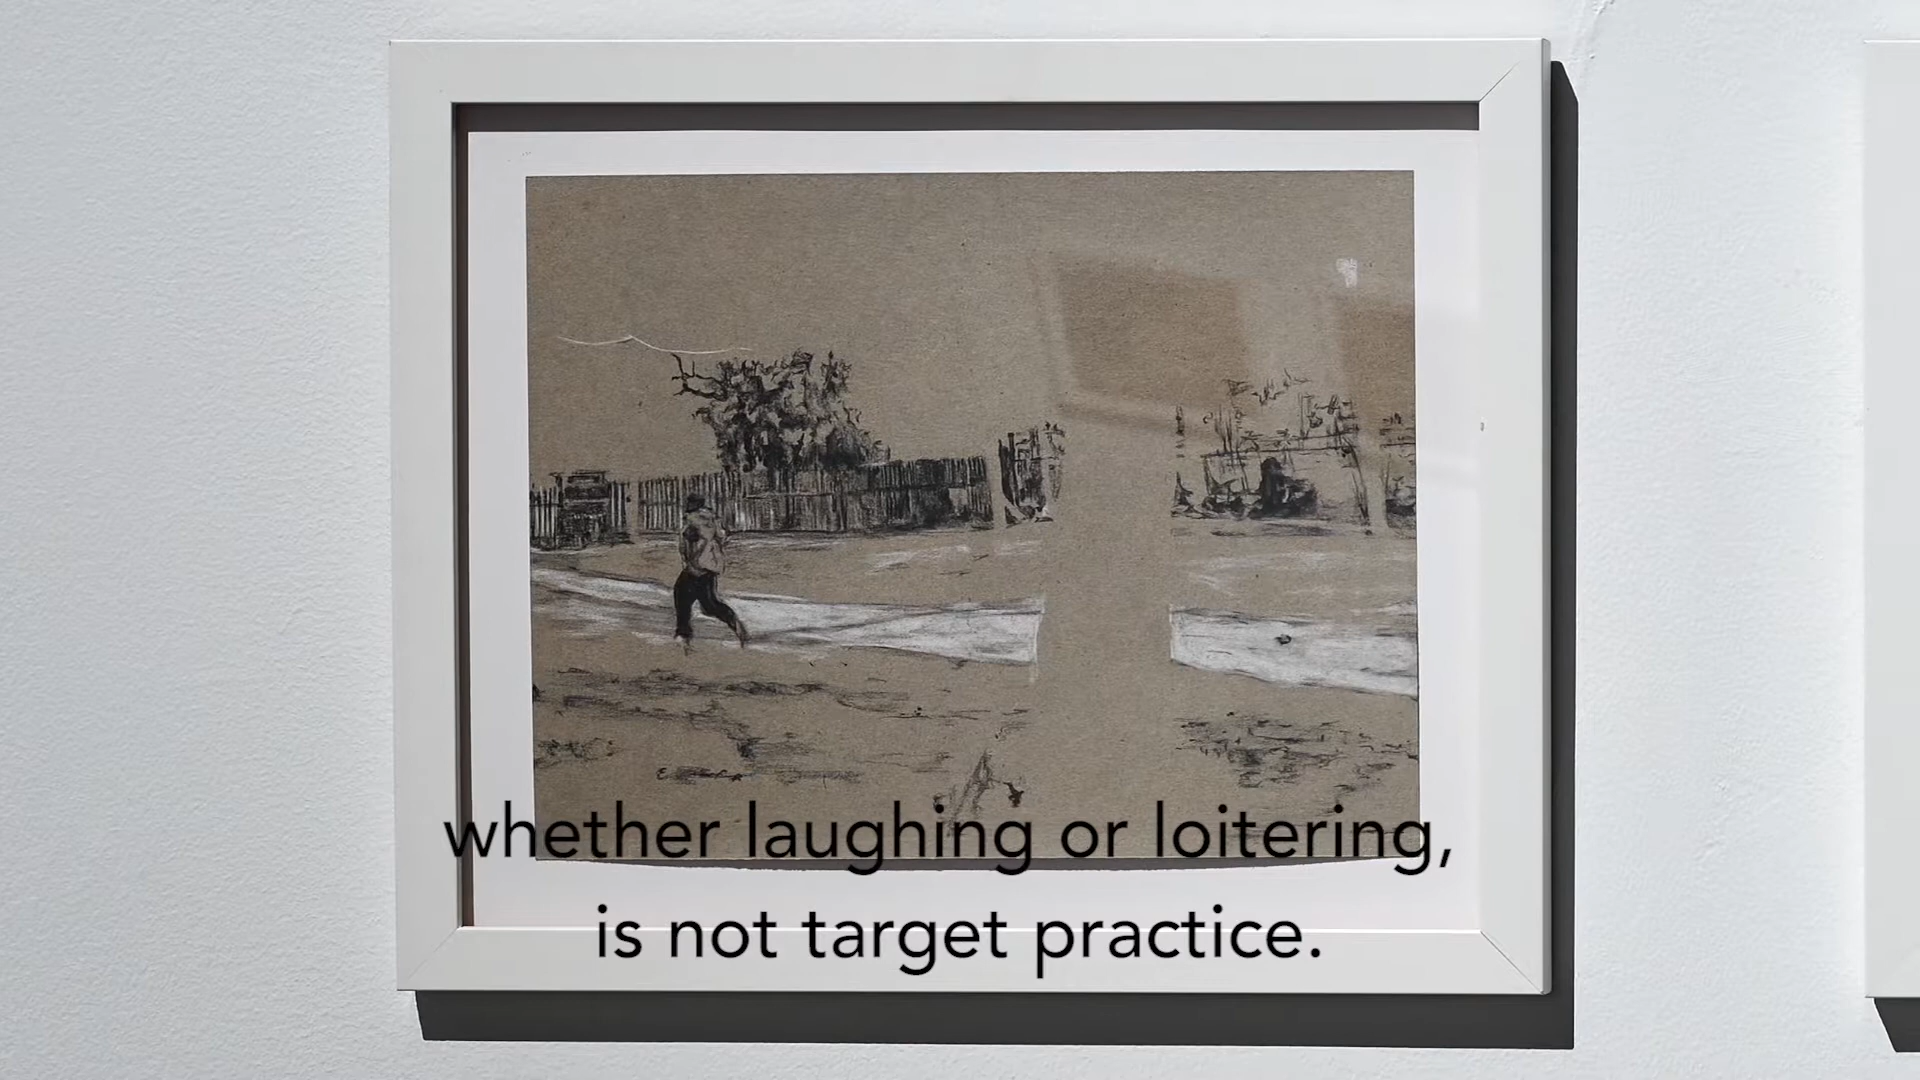 whether laughing or loitering,
is not target practice.